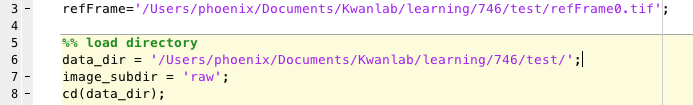 3 - refFrame='/Users/phoenix/Documents/Kwanlab/learning/746/test/refFrame0.tif';
4
5 %% load directory
6 - data_dir = '/Users/phoenix/Documents/Kwanlab/learning/746/test/';
7 - image_subdir = 'raw';
8 - cd(data_dir);